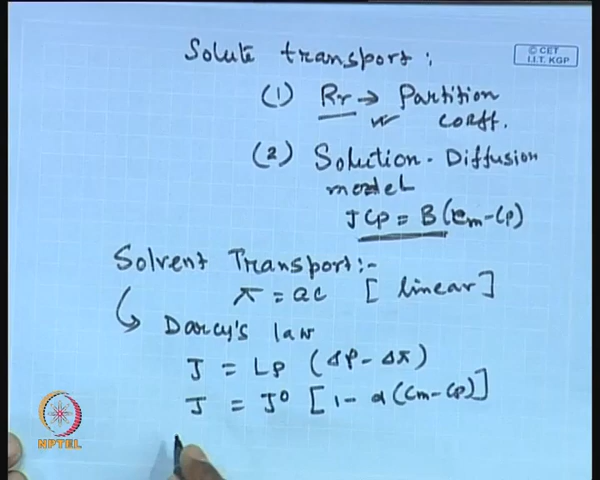 Solute transport:
© CET
I.I.T. KGP
(1) Rr → Partition
coeff.
(2) Solution - Diffusion
model
J Cp = B (Cm - Cp)
Solvent Transport:-
π = ac [linear]
Darcy's law
J = Lp (ΔP - Δπ)
J = J⁰ [1 - α (Cm - Cp)]
NPTEL